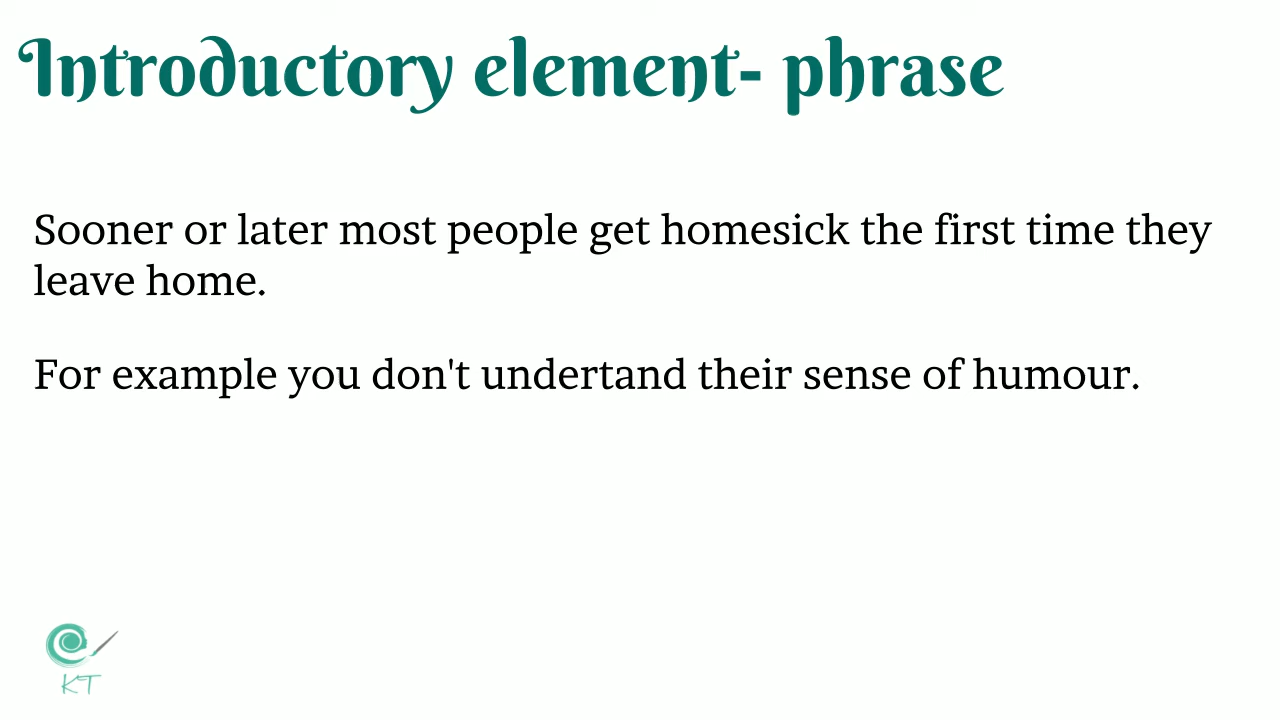 Introductory element- phrase
Sooner or later most people get homesick the first time they
leave home.
For example you don't undertand their sense of humour.
KT